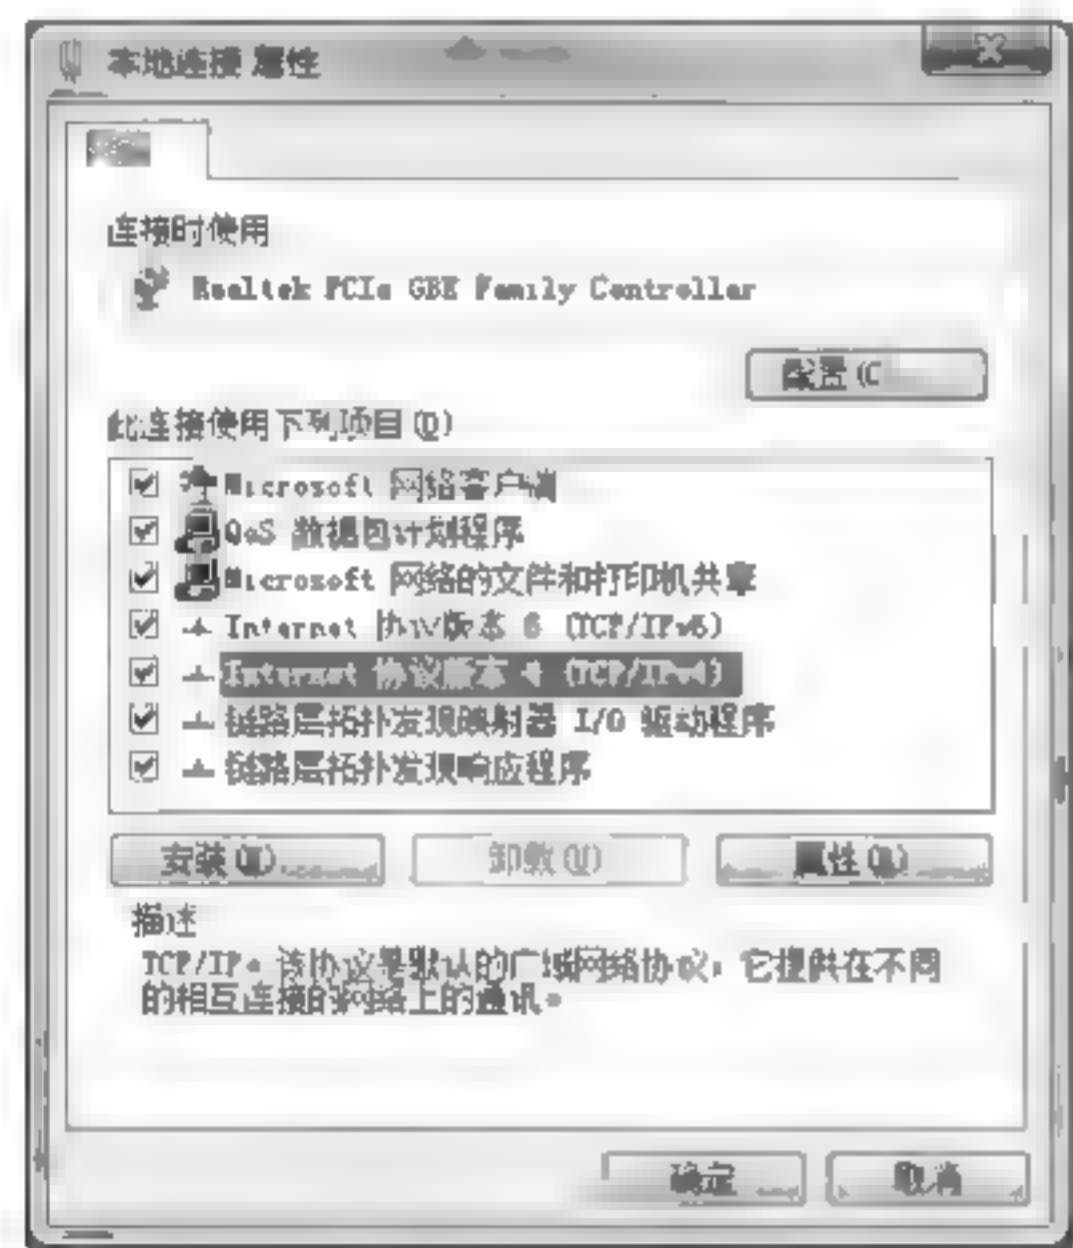 本地连接 属性
连接时使用
Realtek PCIe GBE Family Controller
配置(C
此连接使用下列项目(O)
Microsoft 网络客户端
QoS 数据包计划程序
Microsoft 网络的文件和打印机共享
Internet 协议版本 6 (TCP/IPv6)
Internet 协议版本 4 (TCP/IPv4)
链路层拓扑发现映射器 I/O 驱动程序
链路层拓扑发现响应程序
安装(N)... 卸载(U) 属性(R)
描述
TCP/IP。该协议是默认的广域网络协议，它提供在不同
的相互连接的网络上的通讯。
确定 取消